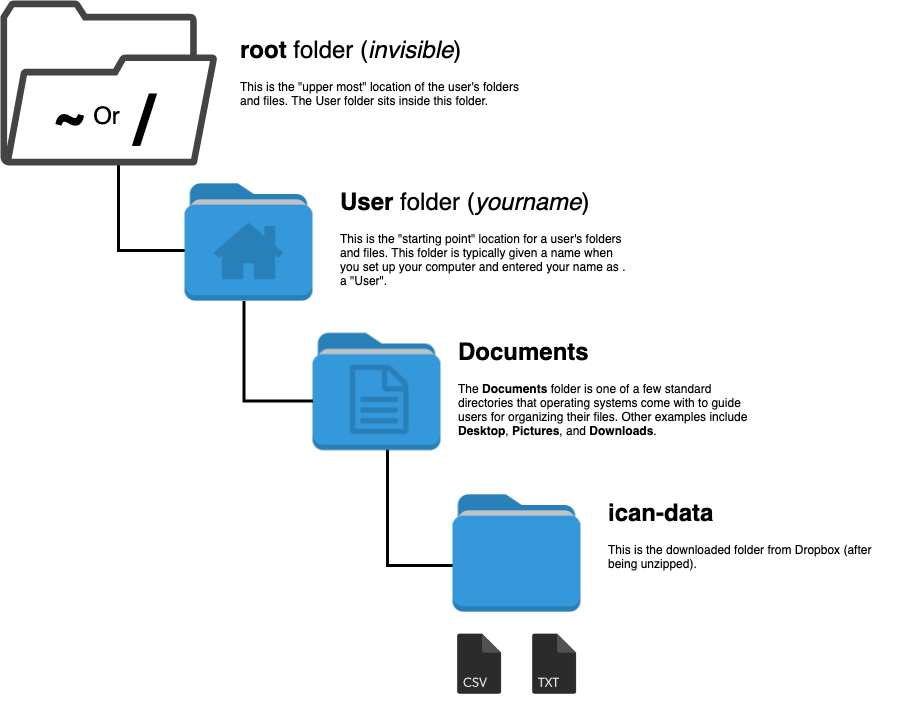 root folder (invisible)
This is the "upper most" location of the user's folders
and files. The User folder sits inside this folder.
~ Or /
User folder (yourname)
This is the "starting point" location for a user's folders
and files. This folder is typically given a name when
you set up your computer and entered your name as .
a "User".
Documents
The Documents folder is one of a few standard
directories that operating systems come with to guide
users for organizing their files. Other examples include
Desktop, Pictures, and Downloads.
ican-data
This is the downloaded folder from Dropbox (after
being unzipped).
CSV TXT